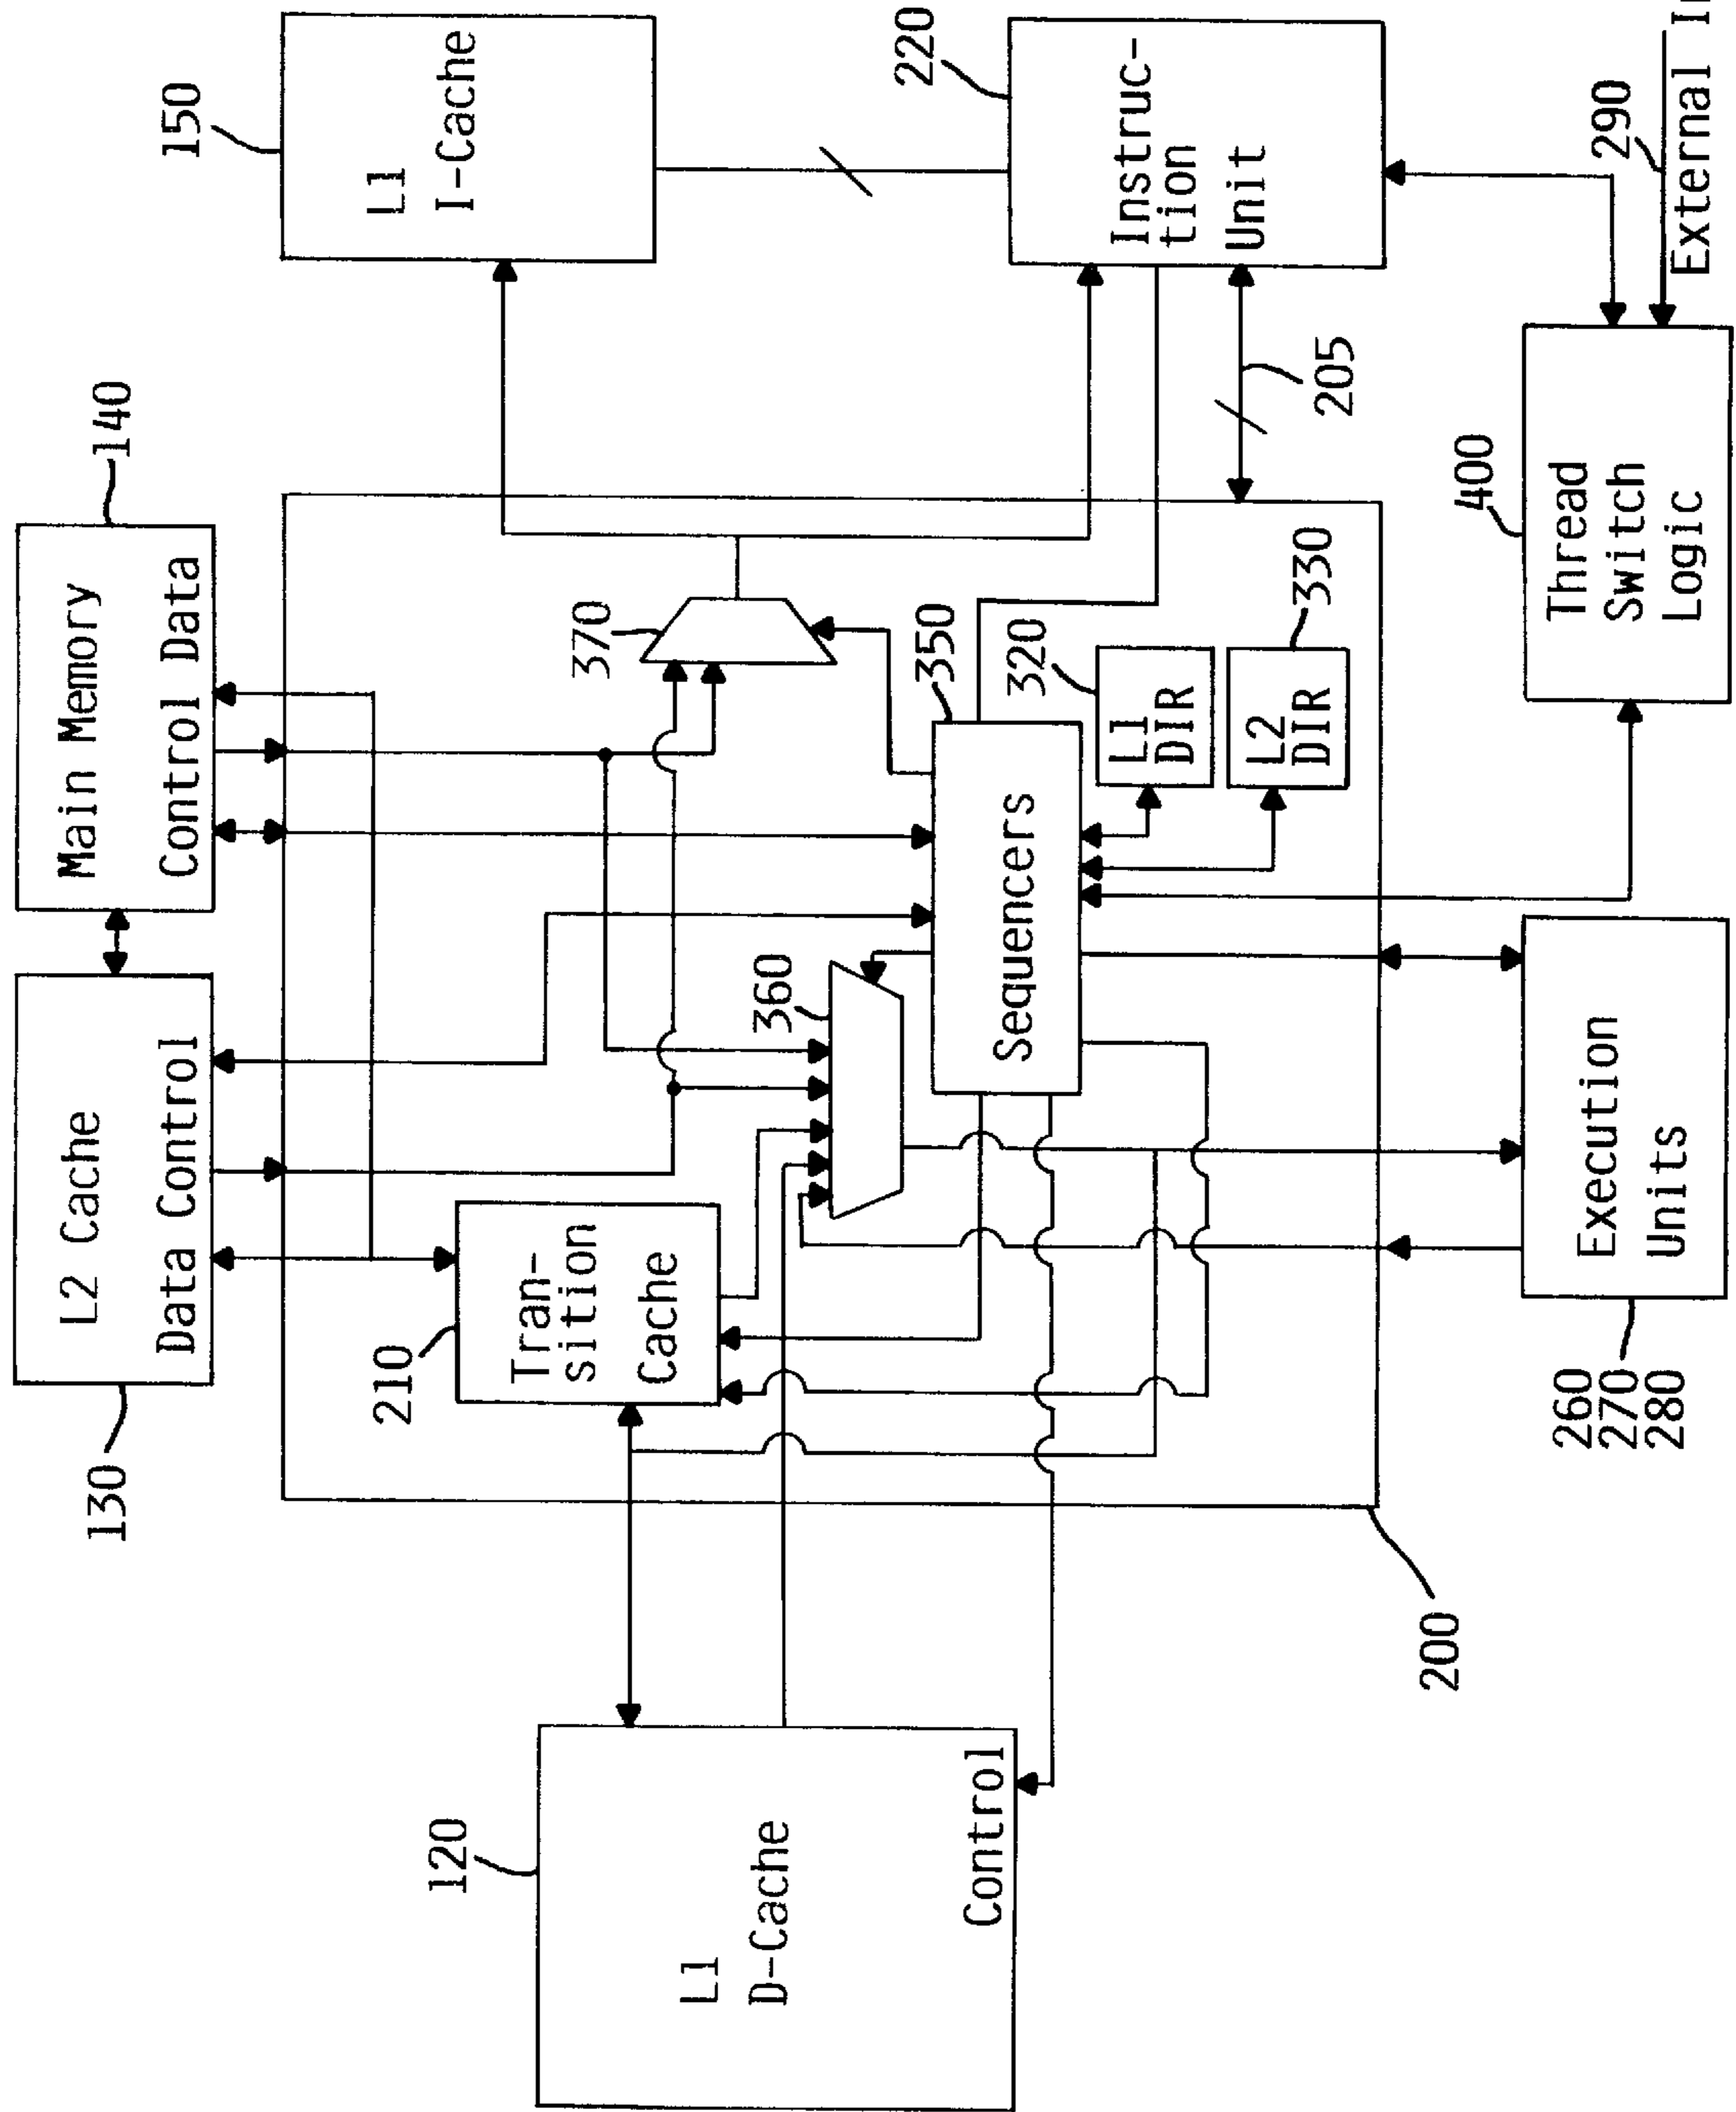 130
L2 Cache
Data Control
140
Main Memory
Control Data
150
L1
I-Cache
120
L1
D-Cache
Control
200
210
Tran-
sition
Cache
360
370
350
Sequencers
320
L1
DIR
L2
DIR
330
205
220
Instruc-
tion
Unit
260
270
280
Execution
Units
400
Thread
Switch
Logic
290
External